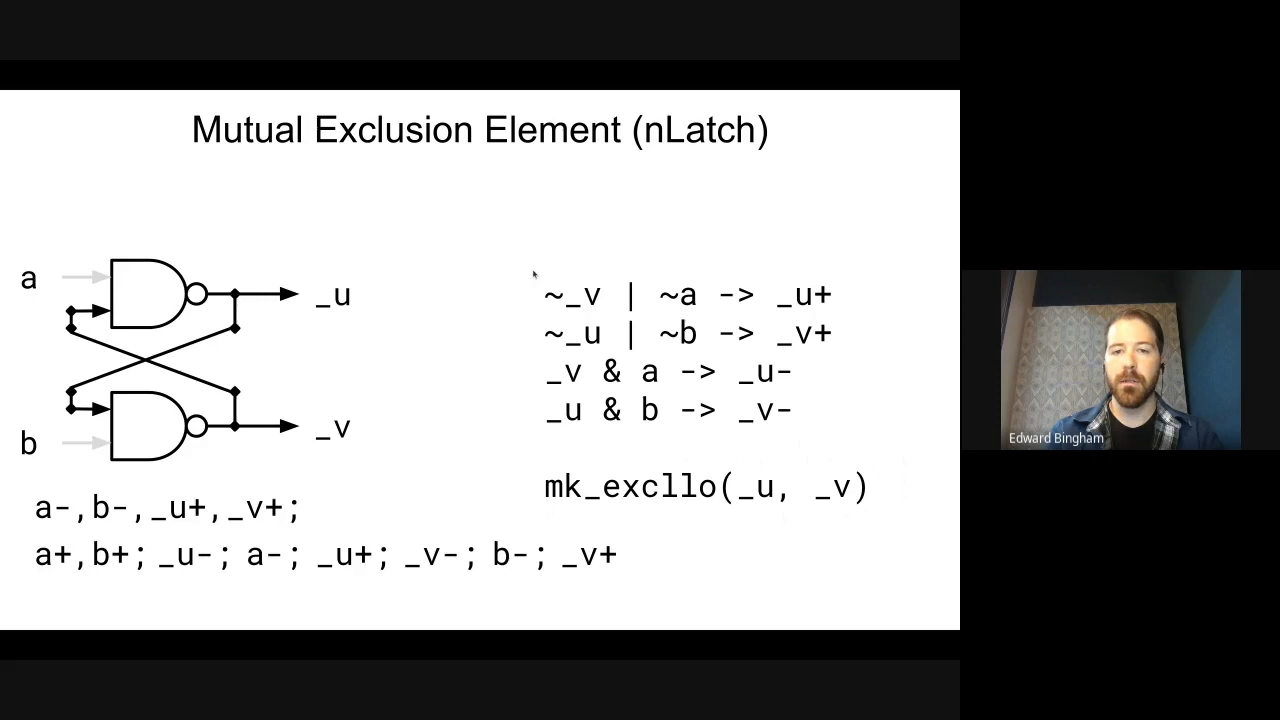 Mutual Exclusion Element (nLatch)
a
_u
b
_v
a-,b-,_u+,_v+;
a+,b+; _u-; a-; _u+; _v-; b-; _v+
~_v | ~a -> _u+
~_u | ~b -> _v+
_v & a -> _u-
_u & b -> _v-
mk_excllo(_u, _v)
Edward Bingham